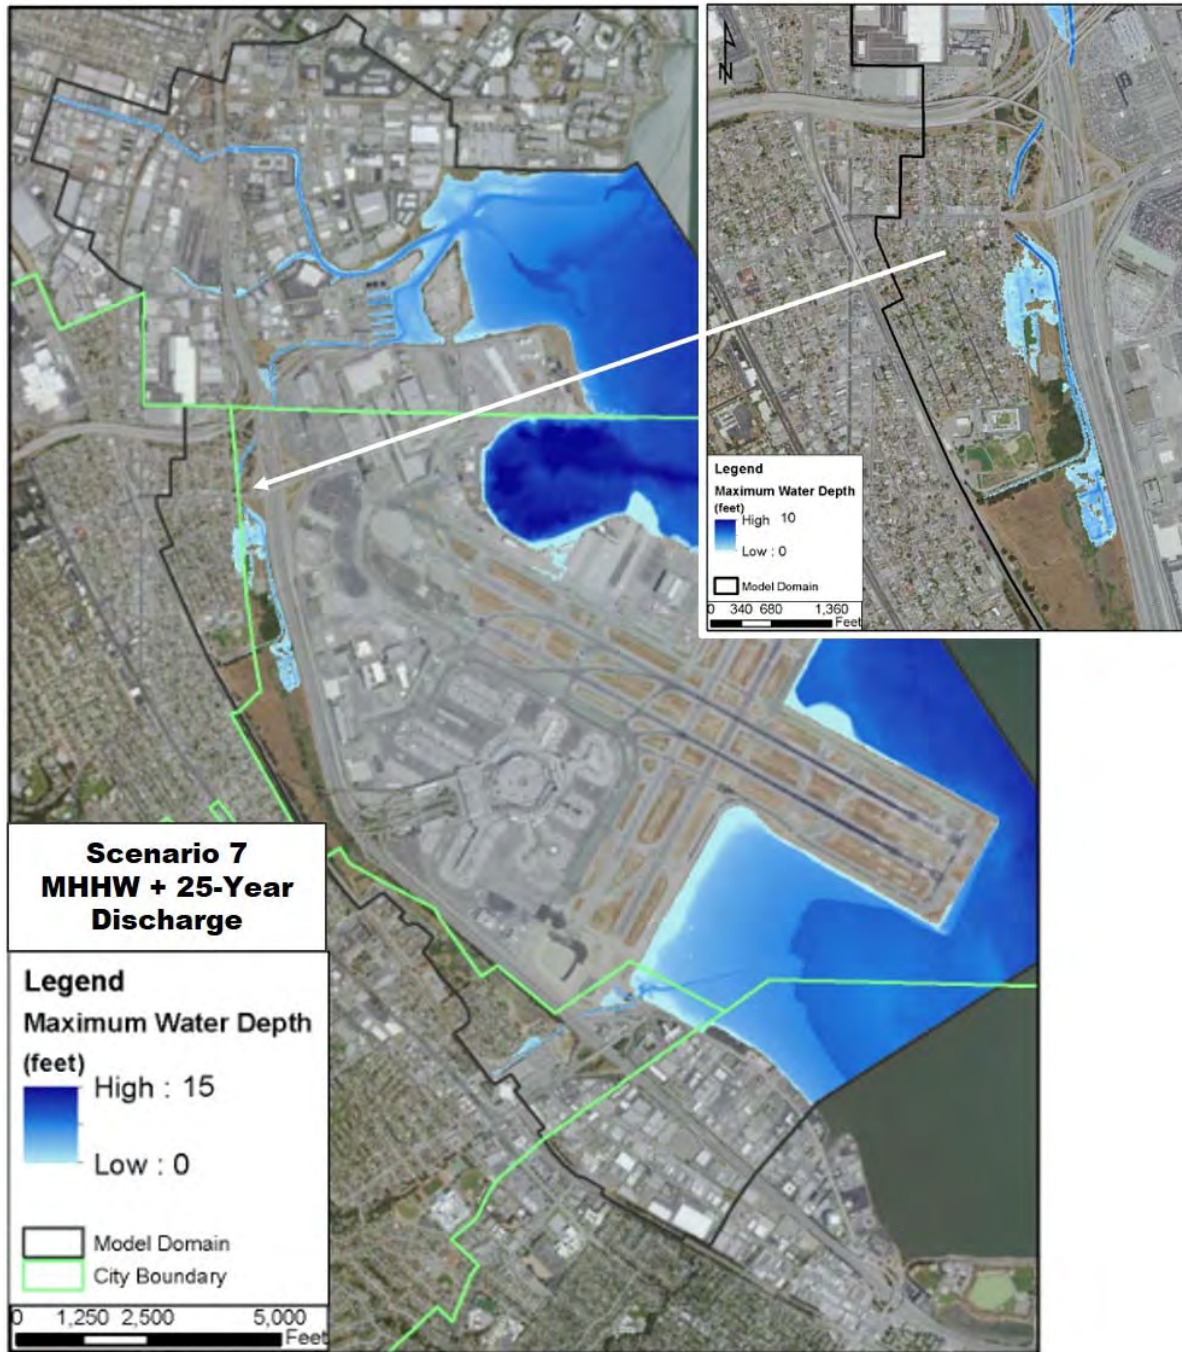 N
Legend
Maximum Water Depth
(feet)
High 10
Low : 0
Model Domain
0 340 680 1,360
Feet
Scenario 7
MHHW + 25-Year
Discharge
Legend
Maximum Water Depth
(feet)
High : 15
Low : 0
Model Domain
City Boundary
0 1,250 2,500 5,000
Feet